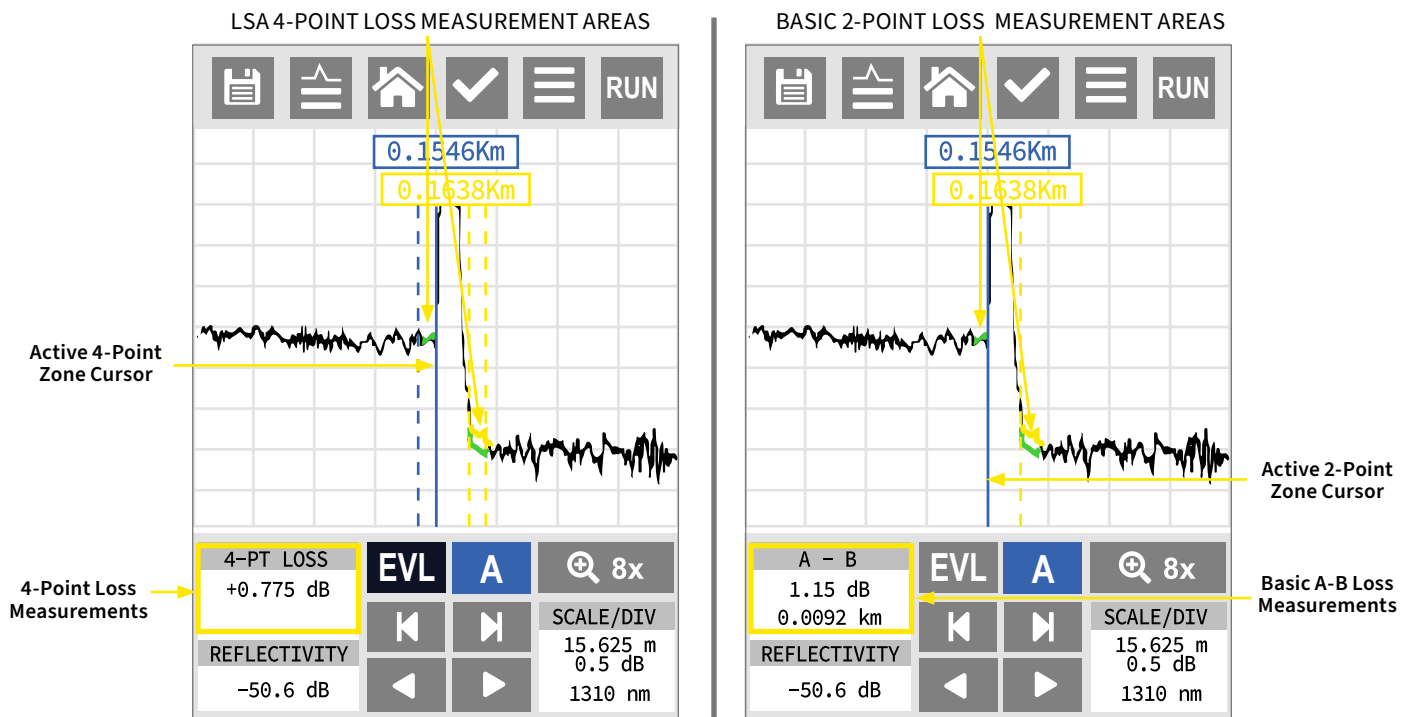 LSA 4-POINT LOSS MEASUREMENT AREAS
RUN
0.1546Km
0.1638Km
Active 4-Point
Zone Cursor
4-Point Loss
Measurements
4-PT LOSS
+0.775 dB
REFLECTIVITY
-50.6 dB
EVL
A
8x
SCALE/DIV
15.625 m
0.5 dB
1310 nm
BASIC 2-POINT LOSS MEASUREMENT AREAS
RUN
0.1546Km
0.1638Km
Active 2-Point
Zone Cursor
A - B
1.15 dB
0.0092 km
REFLECTIVITY
-50.6 dB
EVL
A
8x
SCALE/DIV
15.625 m
0.5 dB
1310 nm
Basic A-B Loss
Measurements